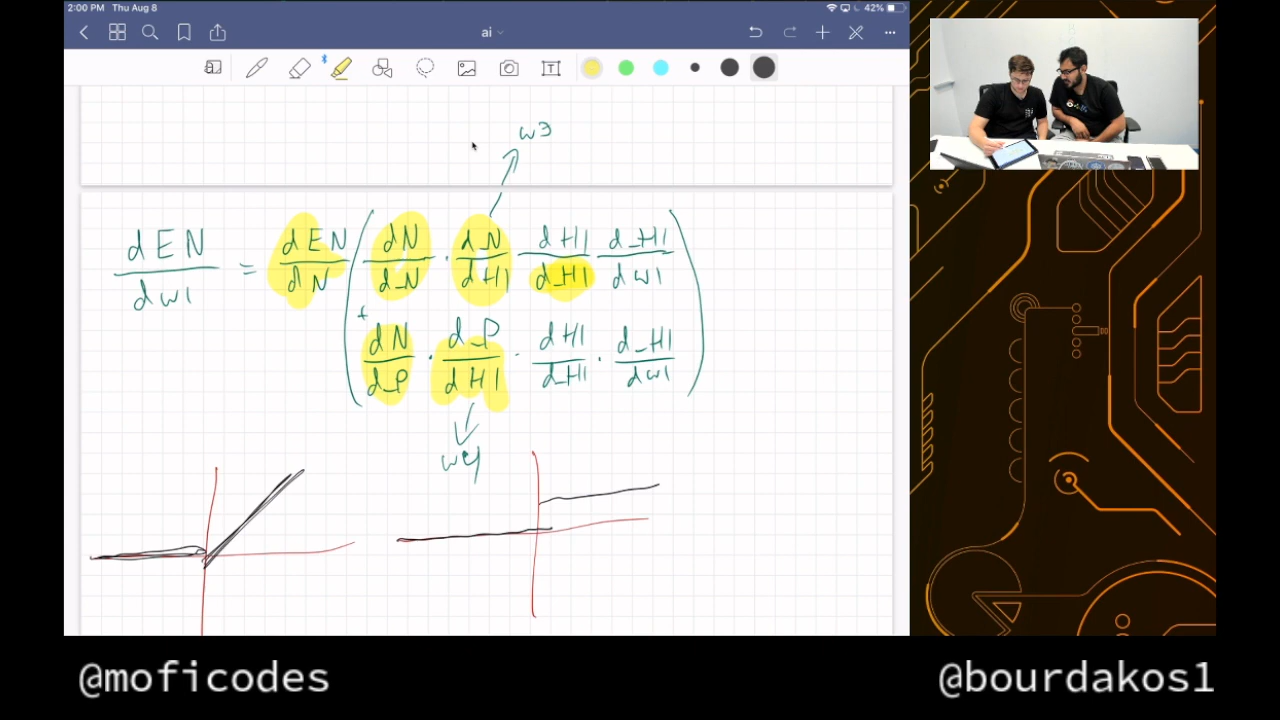 2:00 PM Thu Aug 8
42%
ai
w3
dEN/dw1 = dEN/dN ( dN/d_N · d_N/dH1 dH1/d_H1 d_H1/dw1
+ dN/d_P · d_P/dH1 · dH1/d_H1 · d_H1/dw1 )
w4
@moficodes
@bourdakos1